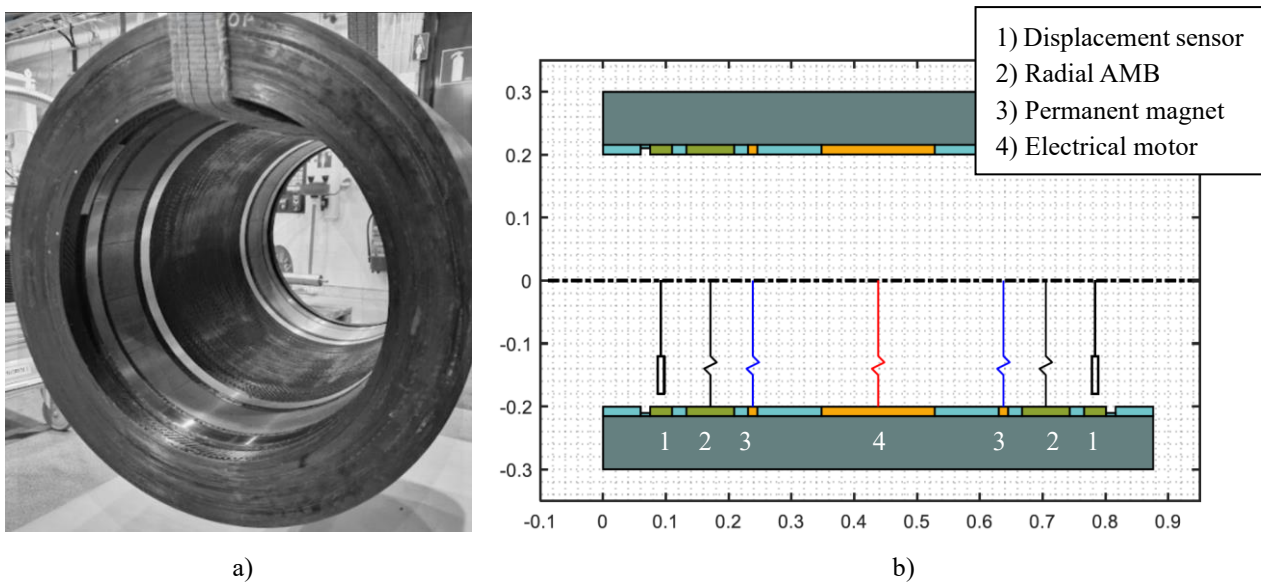 OP
1) Displacement sensor
2) Radial AMB
3) Permanent magnet
4) Electrical motor
0.3
0.2
0.1
0
-0.1
-0.2
-0.3
1 2 3 4 3 2 1
-0.1 0 0.1 0.2 0.3 0.4 0.5 0.6 0.7 0.8 0.9
a) b)